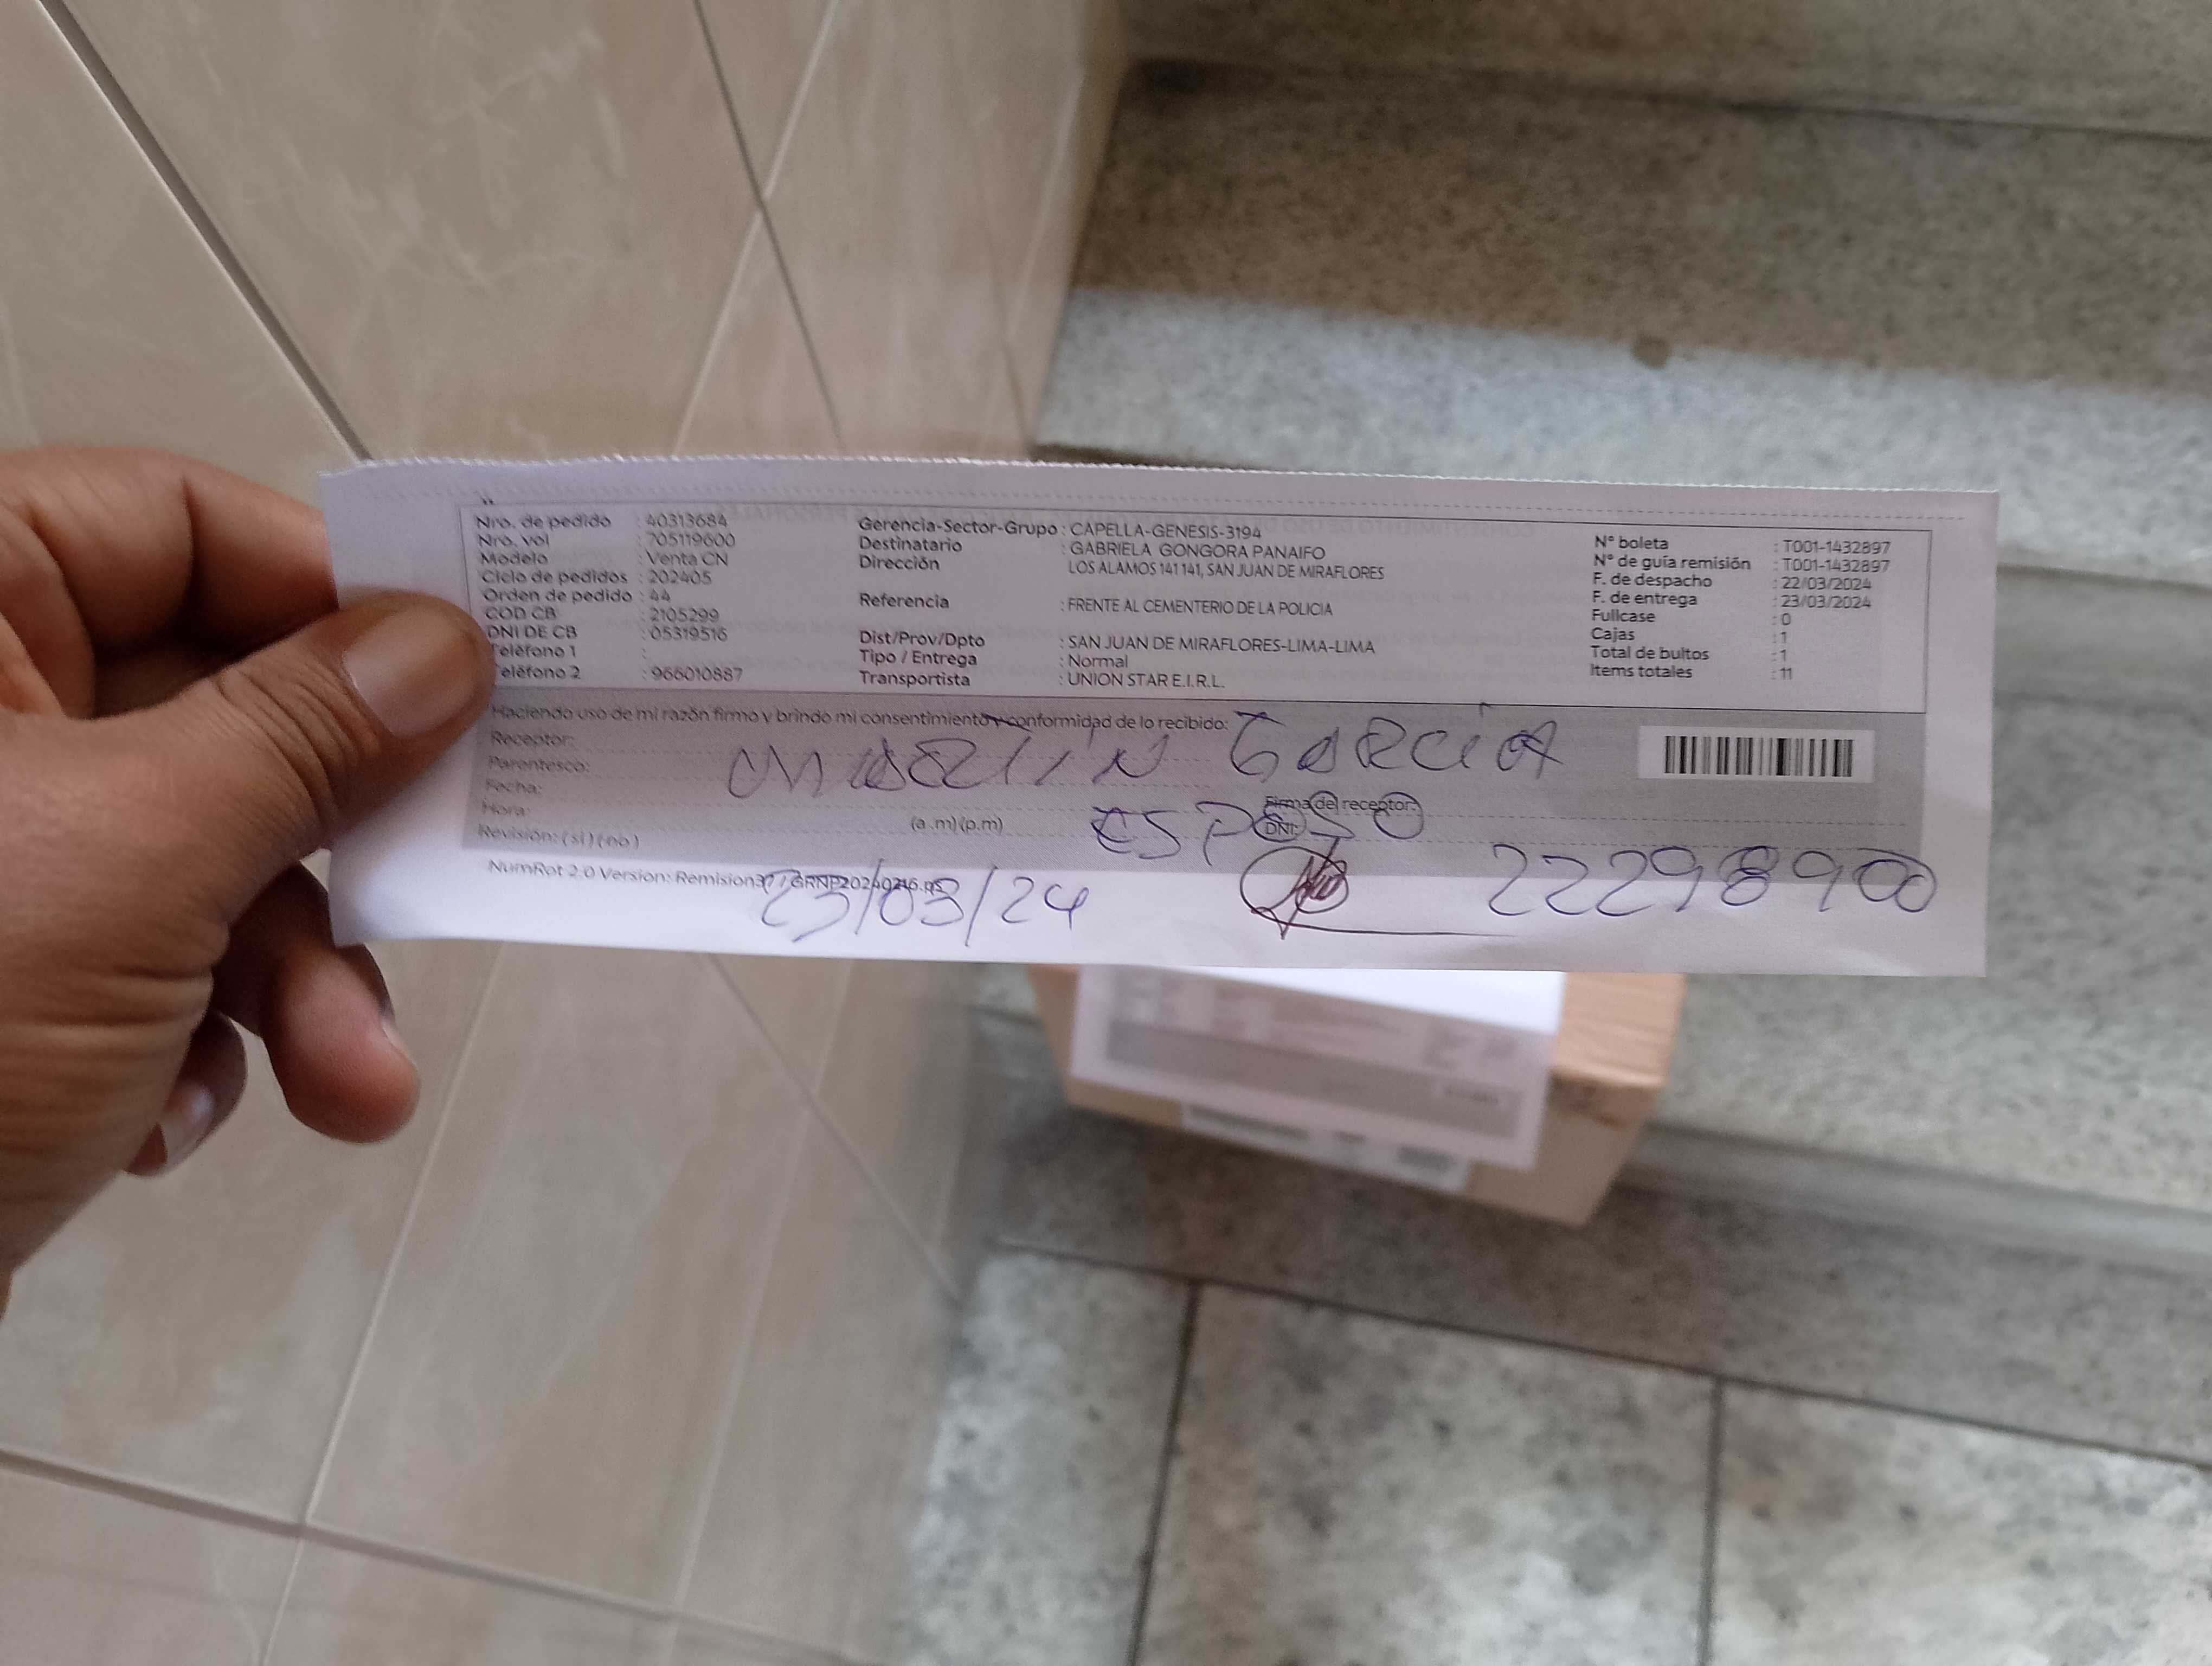 Nro. de pedido : 40313684
Nro. vol : 705119600
Modelo : Venta CN
Ciclo de pedidos : 202405
Orden de pedido : 44
COD CB : 2105299
DNI DE CB : 05319516
Teléfono 1 :
eléfono 2 : 966010887
Gerencia-Sector-Grupo : CAPELLA-GENESIS-3194
Destinatario : GABRIELA GONGORA PANAIFO
Dirección : LOS ALAMOS 141 141, SAN JUAN DE MIRAFLORES
Referencia : FRENTE AL CEMENTERIO DE LA POLICIA
Dist/Prov/Dpto : SAN JUAN DE MIRAFLORES-LIMA-LIMA
Tipo / Entrega : Normal
Transportista : UNION STAR E.I.R.L.
N° boleta : T001-1432897
N° de guía remisión : T001-1432897
F. de despacho : 22/03/2024
F. de entrega : 23/03/2024
Fullcase : 0
Cajas : 1
Total de bultos : 1
Items totales : 11
Haciendo uso de mi razón firmo y brindo mi consentimiento y conformidad de lo recibido:
Receptor: MARTIN GARCIA
Parentesco:
Fecha:
Hora: (a .m) (p.m) ESPOSO
Firma del receptor:
DNI:
Revisión: ( si ) ( no )
NumRot 2.0 Version:
23/03/24 22298900